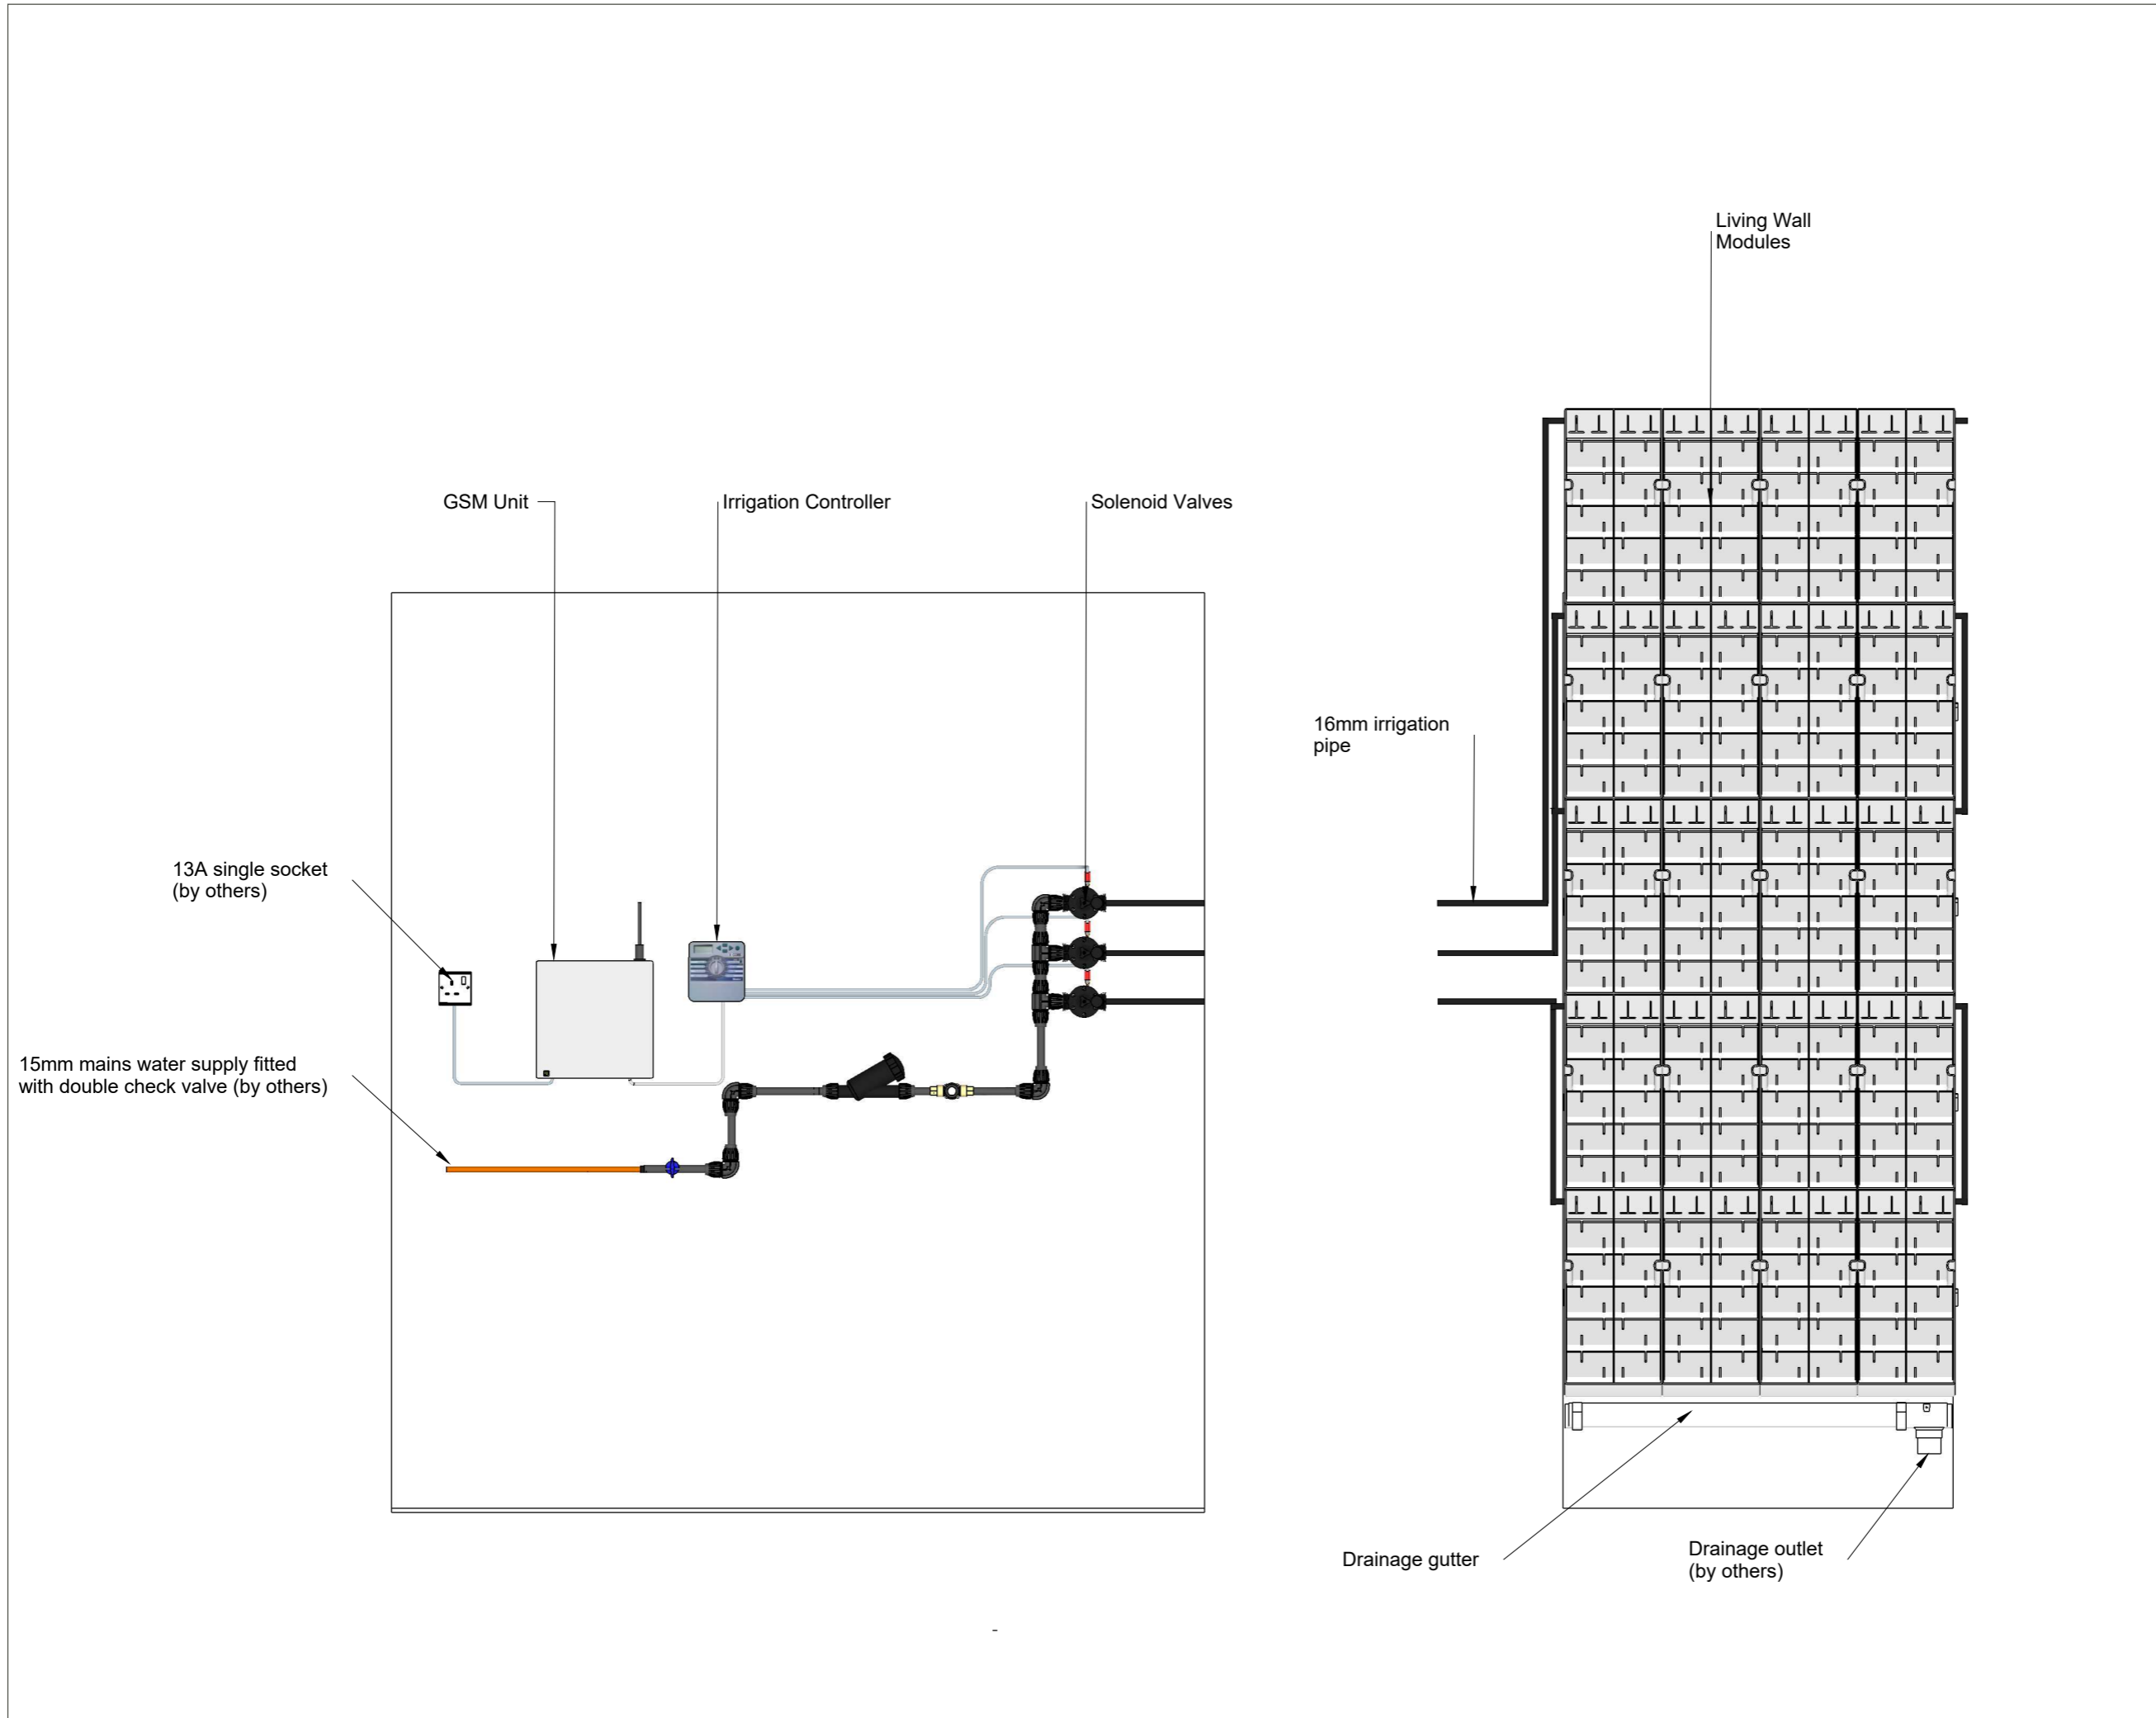 Living Wall
Modules
GSM Unit
Irrigation Controller
Solenoid Valves
16mm irrigation
pipe
13A single socket
(by others)
15mm mains water supply fitted
with double check valve (by others)
Drainage gutter
Drainage outlet
(by others)
-